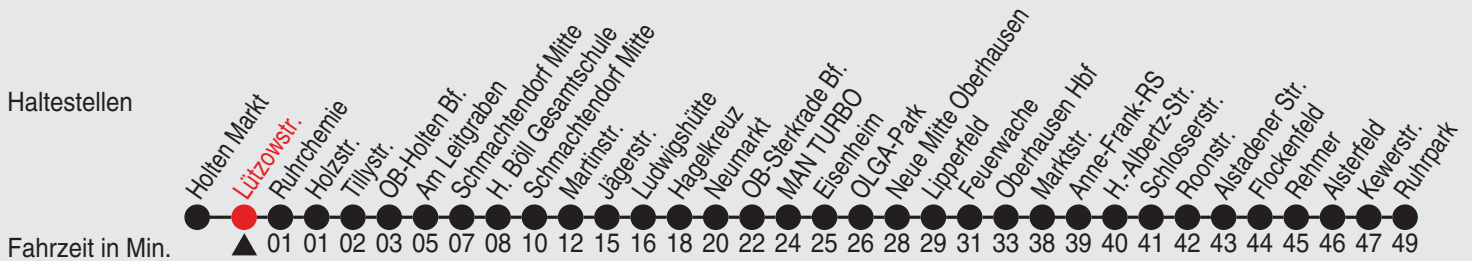 Haltestellen
Holten Markt
Lützowstr.
Ruhrchemie
Holzstr.
Tillystr.
OB-Holten Bf.
Am Leitgraben
Schmachtendorf Mitte
H. Böll Gesamtschule
Schmachtendorf Mitte
Martinstr.
Jägerstr.
Ludwigshütte
Hagelkreuz
Neumarkt
OB-Sterkrade Bf.
MAN TURBO
Eisenheim
OLGA-Park
Neue Mitte Oberhausen
Lipperfeld
Feuerwache
Oberhausen Hbf
Marktstr.
Anne-Frank-RS
H.-Albertz-Str.
Schlosserstr.
Roonstr.
Alstadener Str.
Flockenfeld
Rehmer
Alsterfeld
Kewerstr.
Ruhrpark
Fahrzeit in Min. 01 01 02 03 05 07 08 10 12 15 16 18 20 22 24 25 26 28 29 31 33 38 39 40 41 42 43 44 45 46 47 49